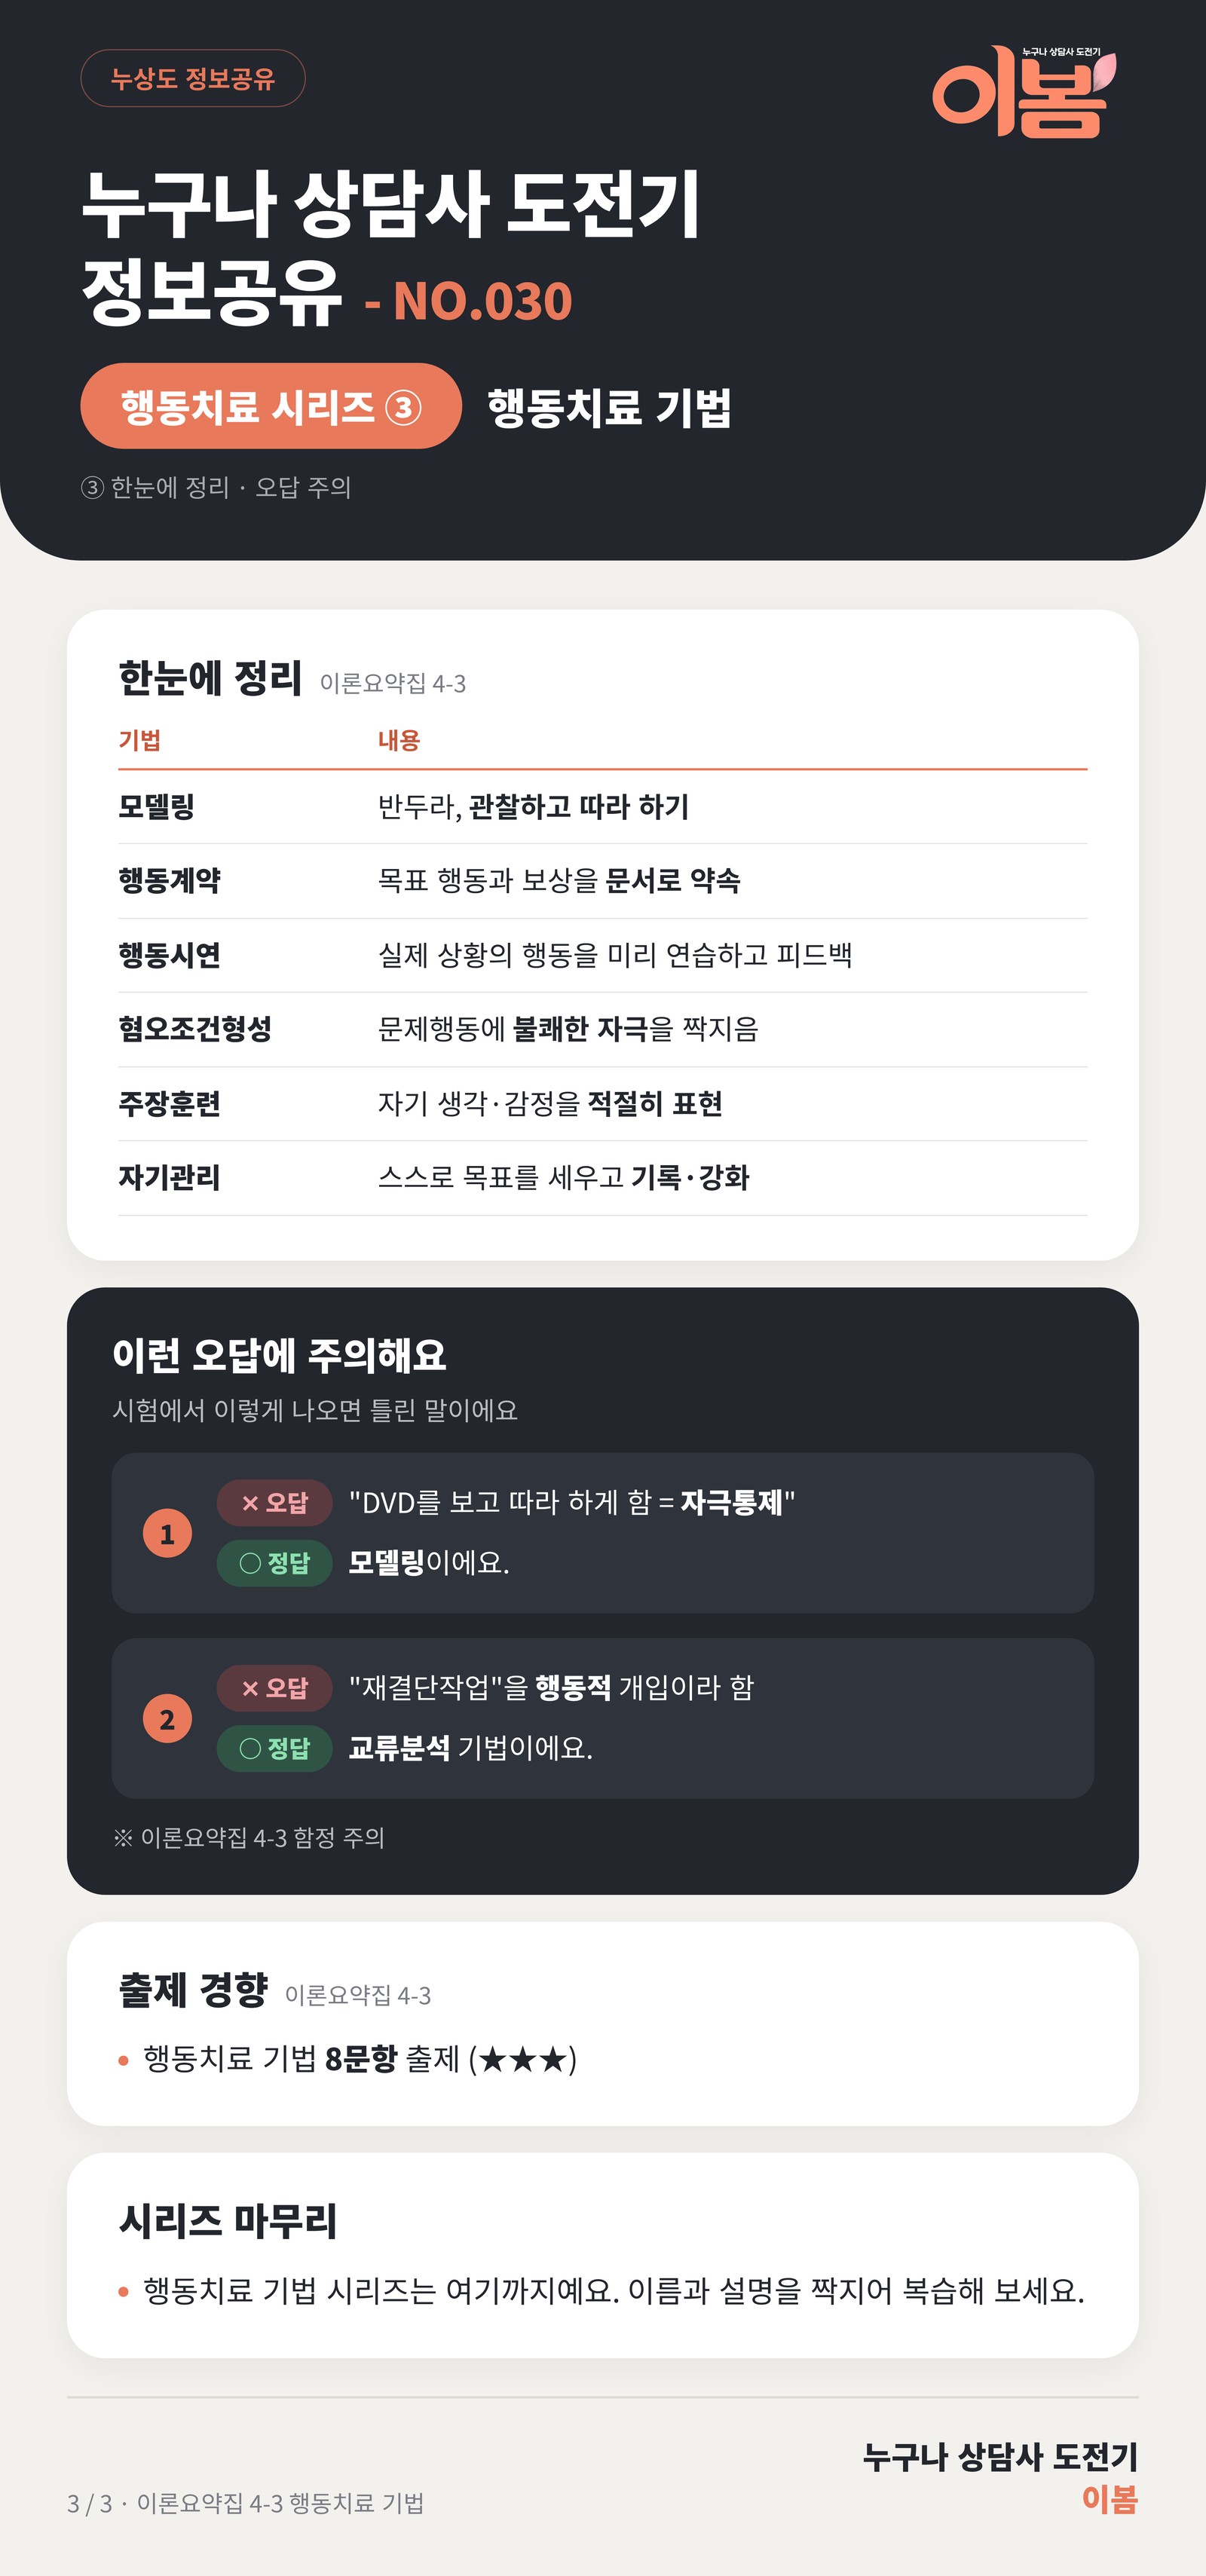 누상도 정보공유
누구나 상담사 도전기
이봄
누구나 상담사 도전기
정보공유 - NO.030
행동치료 시리즈 ③ 행동치료 기법
③ 한눈에 정리 · 오답 주의
한눈에 정리 이론요약집 4-3
기법 내용
모델링 반두라, 관찰하고 따라 하기
행동계약 목표 행동과 보상을 문서로 약속
행동시연 실제 상황의 행동을 미리 연습하고 피드백
혐오조건형성 문제행동에 불쾌한 자극을 짝지음
주장훈련 자기 생각·감정을 적절히 표현
자기관리 스스로 목표를 세우고 기록·강화
이런 오답에 주의해요
시험에서 이렇게 나오면 틀린 말이에요
1
✕ 오답 "DVD를 보고 따라 하게 함 = 자극통제"
○ 정답 모델링이에요.
2
✕ 오답 "재결단작업"을 행동적 개입이라 함
○ 정답 교류분석 기법이에요.
※ 이론요약집 4-3 함정 주의
출제 경향 이론요약집 4-3
• 행동치료 기법 8문항 출제 (★★★)
시리즈 마무리
• 행동치료 기법 시리즈는 여기까지예요. 이름과 설명을 짝지어 복습해 보세요.
누구나 상담사 도전기
3 / 3 · 이론요약집 4-3 행동치료 기법 이봄